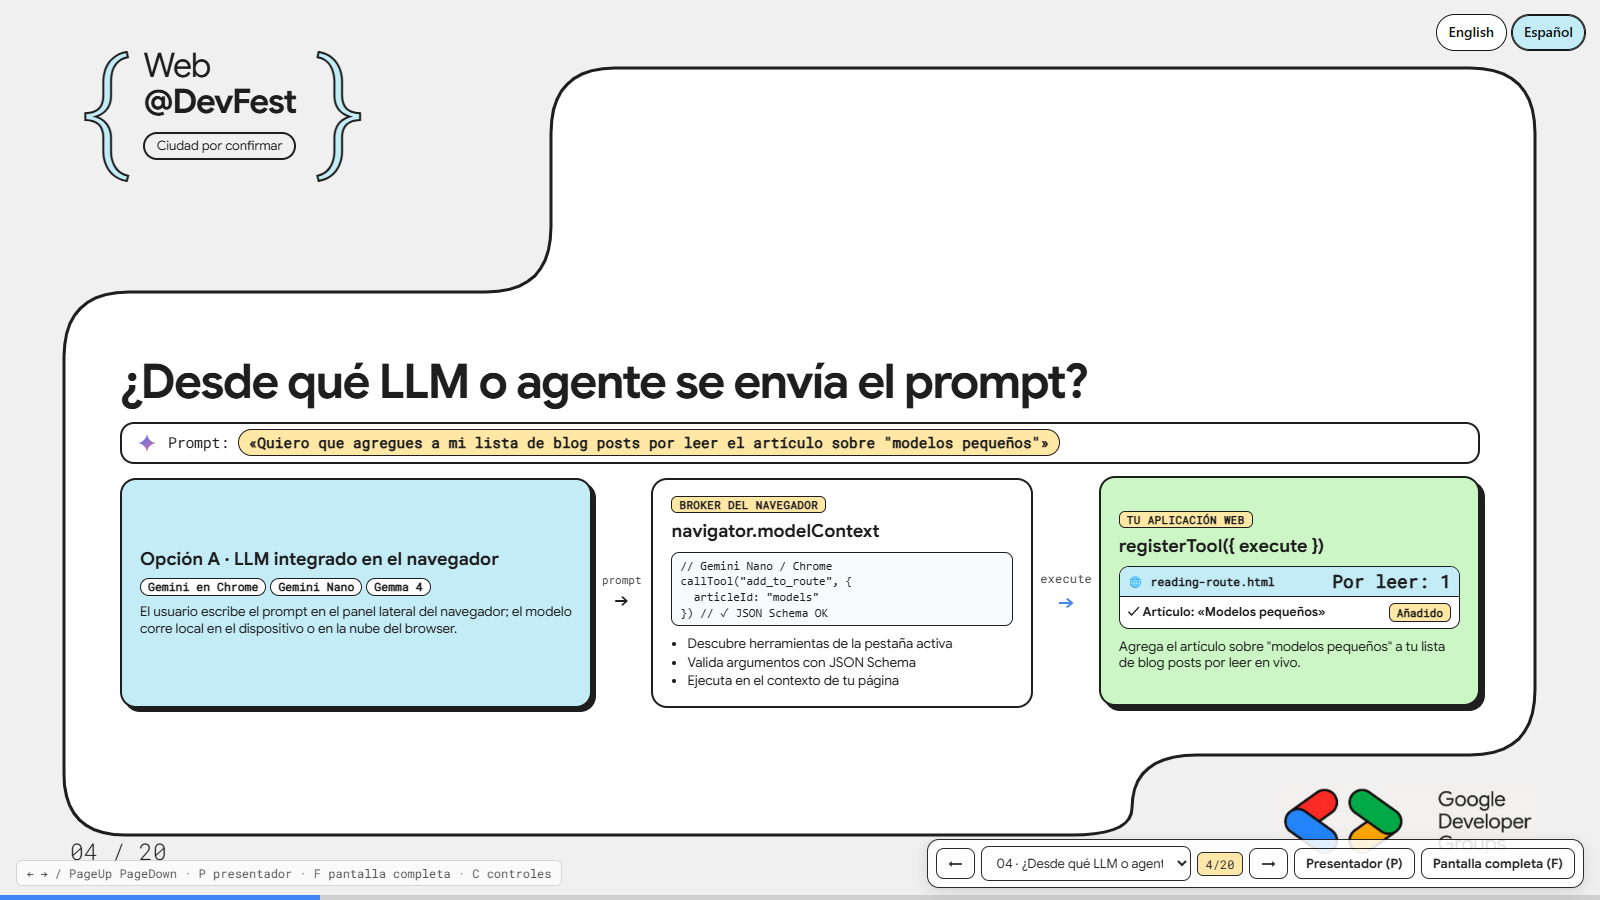 English
Español
Web
@DevFest
Ciudad por confirmar
¿Desde qué LLM o agente se envía el prompt?
Prompt: «Quiero que agregues a mi lista de blog posts por leer el artículo sobre "modelos pequeños"»
Opción A · LLM integrado en el navegador
Gemini en Chrome Gemini Nano Gemma 4
El usuario escribe el prompt en el panel lateral del navegador; el modelo
corre local en el dispositivo o en la nube del browser.
prompt
→
BROKER DEL NAVEGADOR
navigator.modelContext
// Gemini Nano / Chrome
callTool("add_to_route", {
articleId: "models"
}) // ✓ JSON Schema OK
• Descubre herramientas de la pestaña activa
• Valida argumentos con JSON Schema
• Ejecuta en el contexto de tu página
execute
→
TU APLICACIÓN WEB
registerTool({ execute })
reading-route.html Por leer: 1
✓ Artículo: «Modelos pequeños» Añadido
Agrega el artículo sobre "modelos pequeños" a tu lista
de blog posts por leer en vivo.
Google
Developer
Groups
04 / 20
← → / PageUp PageDown · P presentador · F pantalla completa · C controles
← 04 · ¿Desde qué LLM o agent 4/20 → Presentador (P) Pantalla completa (F)